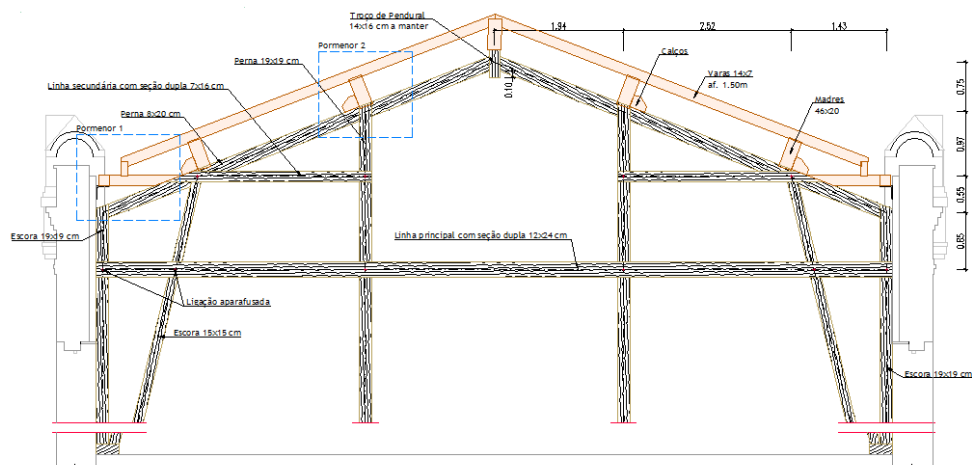 Troço de Pendural
14x16 cm a manter
1,94
2,52
1,43
Pormenor 2
Calços
Perna 19x19 cm
Varas 14x7
af. 1.50m
0,75
Linha secundária com seção dupla 7x16 cm
0,10
Madres
46x20
Perna 8x20 cm
Pormenor 1
0,97
0,55
Escora 19x19 cm
Linha principal com seção dupla 12x24 cm
0,85
Ligação aparafusada
Escora 15x15 cm
Escora 19x19 cm